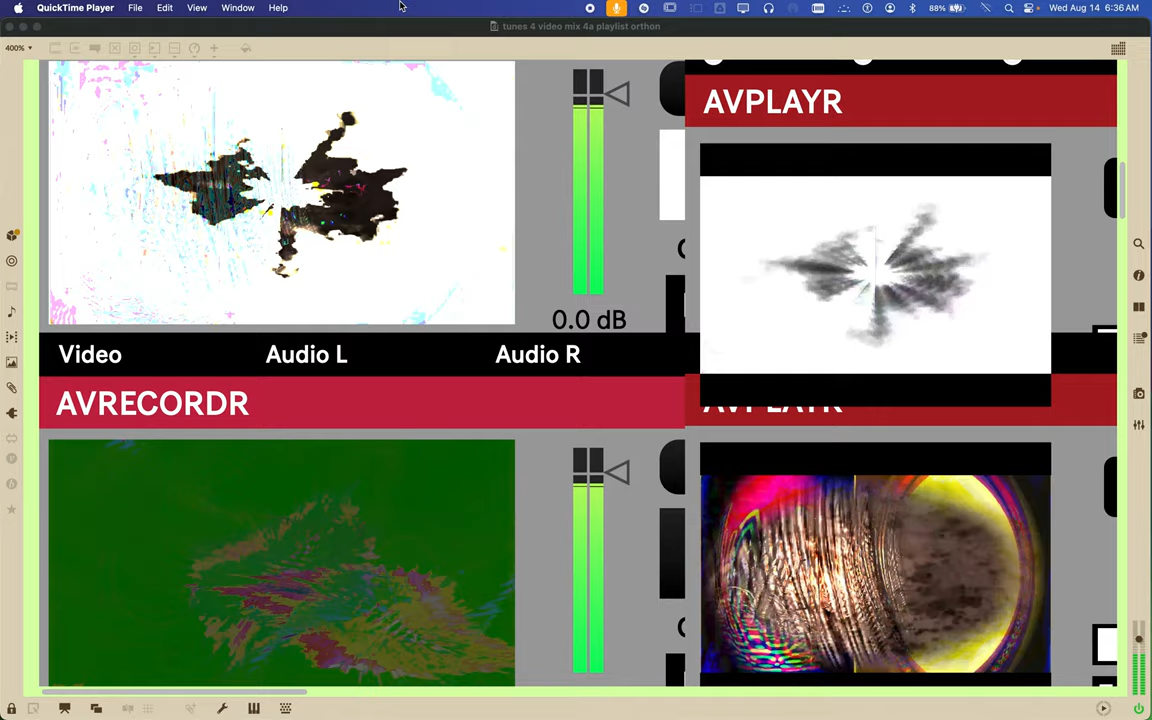 QuickTime Player File Edit View Window Help 88% Wed Aug 14 6:36 AM
tunes 4 video mix 4a playlist orthon
400%
AVPLAYR
0.0 dB
Video Audio L Audio R
AVRECORDR
AVPLAYR